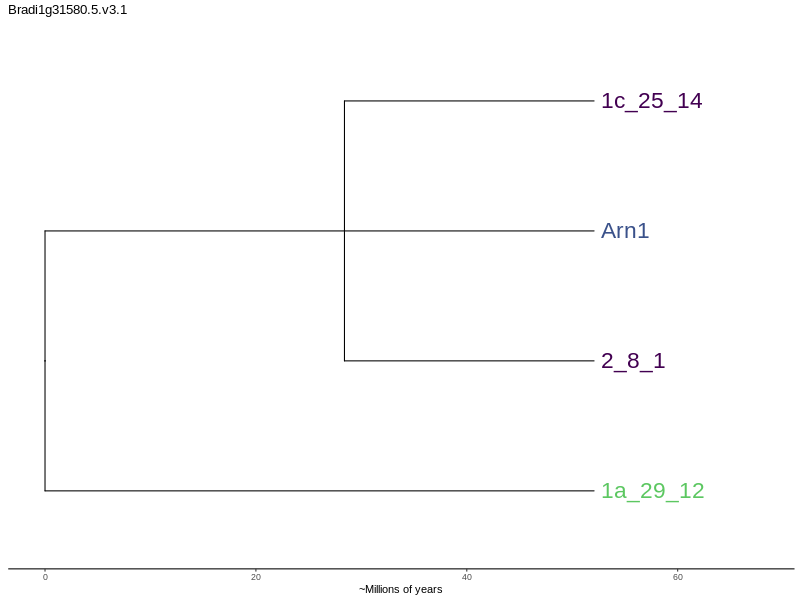 Bradi1g31580.5.v3.1
1c_25_14
Arn1
2_8_1
1a_29_12
0 20 40 60
~Millions of years